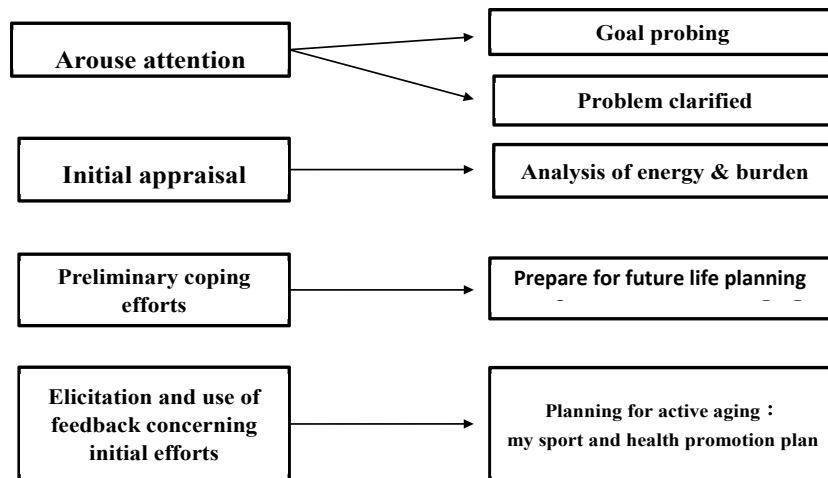 Arouse attention
Goal probing
Problem clarified
Initial appraisal
Analysis of energy & burden
Preliminary coping
efforts
Prepare for future life planning
Elicitation and use of
feedback concerning
initial efforts
Planning for active aging：
my sport and health promotion plan